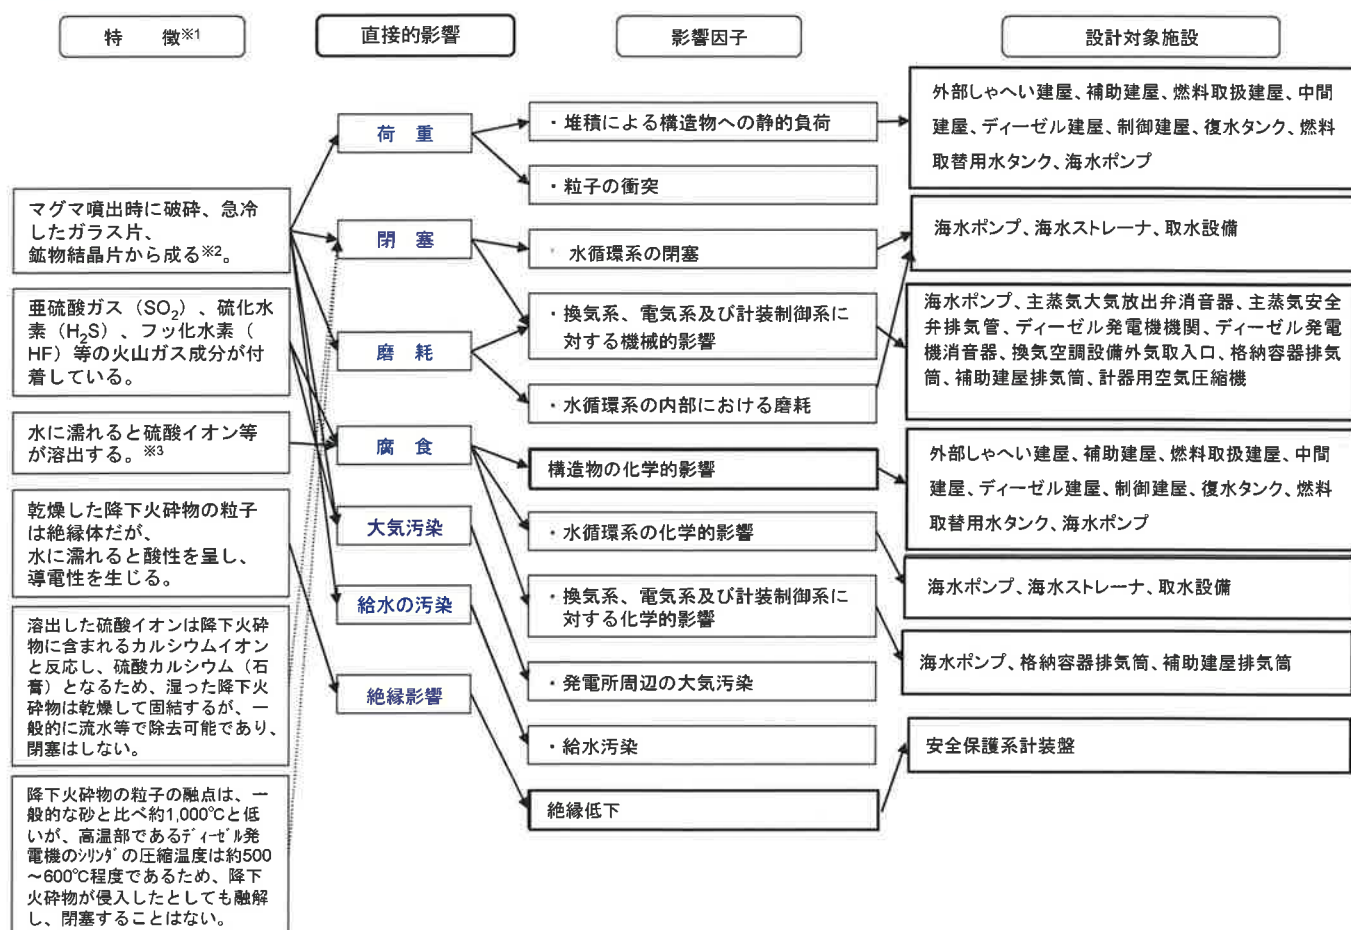 特　徴※1
直接的影響
影響因子
設計対象施設
マグマ噴出時に破砕、急冷
したガラス片、
鉱物結晶片から成る※2。
亜硫酸ガス（SO2）、硫化水
素（H2S）、フッ化水素（
HF）等の火山ガス成分が付
着している。
水に濡れると硫酸イオン等
が溶出する。※3
乾燥した降下火砕物の粒子
は絶縁体だが、
水に濡れると酸性を呈し、
導電性を生じる。
溶出した硫酸イオンは降下火砕
物に含まれるカルシウムイオン
と反応し、硫酸カルシウム（石
膏）となるため、湿った降下火
砕物は乾燥して固結するが、一
般的に流水等で除去可能であり、
閉塞はしない。
降下火砕物の粒子の融点は、一
般的な砂と比べ約1,000℃と低
いが、高温部であるディーゼル発
電機のシリンダの圧縮温度は約500
～600℃程度であるため、降下
火砕物が侵入したとしても融解
し、閉塞することはない。
荷　重
閉　塞
磨　耗
腐　食
大気汚染
給水の汚染
絶縁影響
・堆積による構造物への静的負荷
・粒子の衝突
・水循環系の閉塞
・換気系、電気系及び計装制御系に
対する機械的影響
・水循環系の内部における磨耗
構造物の化学的影響
・水循環系の化学的影響
・換気系、電気系及び計装制御系に
対する化学的影響
・発電所周辺の大気汚染
・給水汚染
絶縁低下
外部しゃへい建屋、補助建屋、燃料取扱建屋、中間
建屋、ディーゼル建屋、制御建屋、復水タンク、燃料
取替用水タンク、海水ポンプ
海水ポンプ、海水ストレーナ、取水設備
海水ポンプ、主蒸気大気放出弁消音器、主蒸気安全
弁排気管、ディーゼル発電機機関、ディーゼル発電
機消音器、換気空調設備外気取入口、格納容器排気
筒、補助建屋排気筒、計器用空気圧縮機
外部しゃへい建屋、補助建屋、燃料取扱建屋、中間
建屋、ディーゼル建屋、制御建屋、復水タンク、燃料
取替用水タンク、海水ポンプ
海水ポンプ、海水ストレーナ、取水設備
海水ポンプ、格納容器排気筒、補助建屋排気筒
安全保護系計装盤